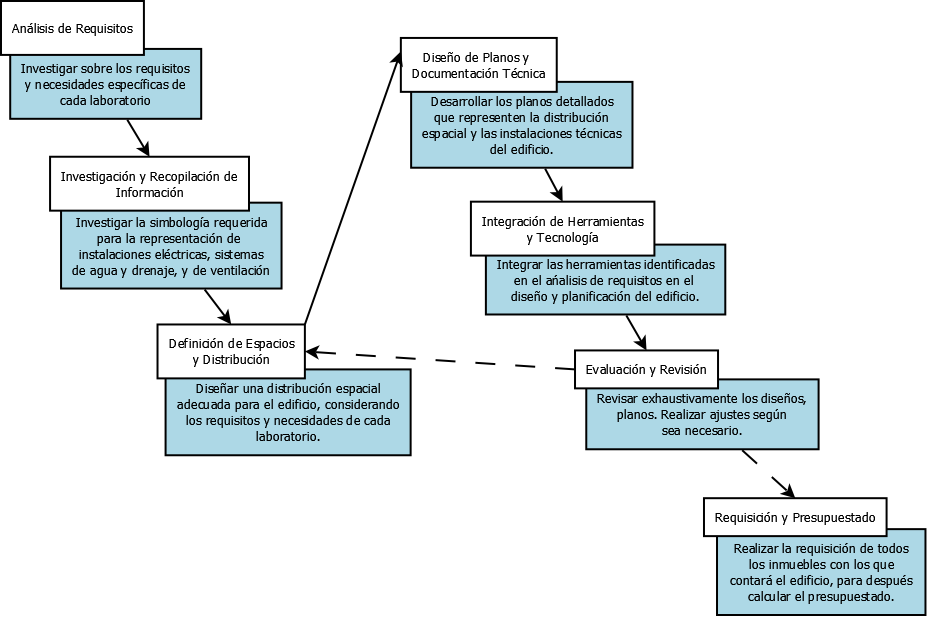 Análisis de Requisitos
Investigar sobre los requisitos
y necesidades específicas de
cada laboratorio
Investigación y Recopilación de
Información
Investigar la simbología requerida
para la representación de
instalaciones eléctricas, sistemas
de agua y drenaje, y de ventilación
Definición de Espacios
y Distribución
Diseñar una distribución espacial
adecuada para el edificio, considerando
los requisitos y necesidades de cada
laboratorio.
Diseño de Planos y
Documentación Técnica
Desarrollar los planos detallados
que representen la distribución
espacial y las instalaciones técnicas
del edificio.
Integración de Herramientas
y Tecnología
Integrar las herramientas identificadas
en el ańalisis de requisitos en el
diseño y planificación del edificio.
Evaluación y Revisión
Revisar exhaustivamente los diseños,
planos. Realizar ajustes según
sea necesario.
Requisición y Presupuestado
Realizar la requisición de todos
los inmuebles con los que
contará el edificio, para después
calcular el presupuestado.